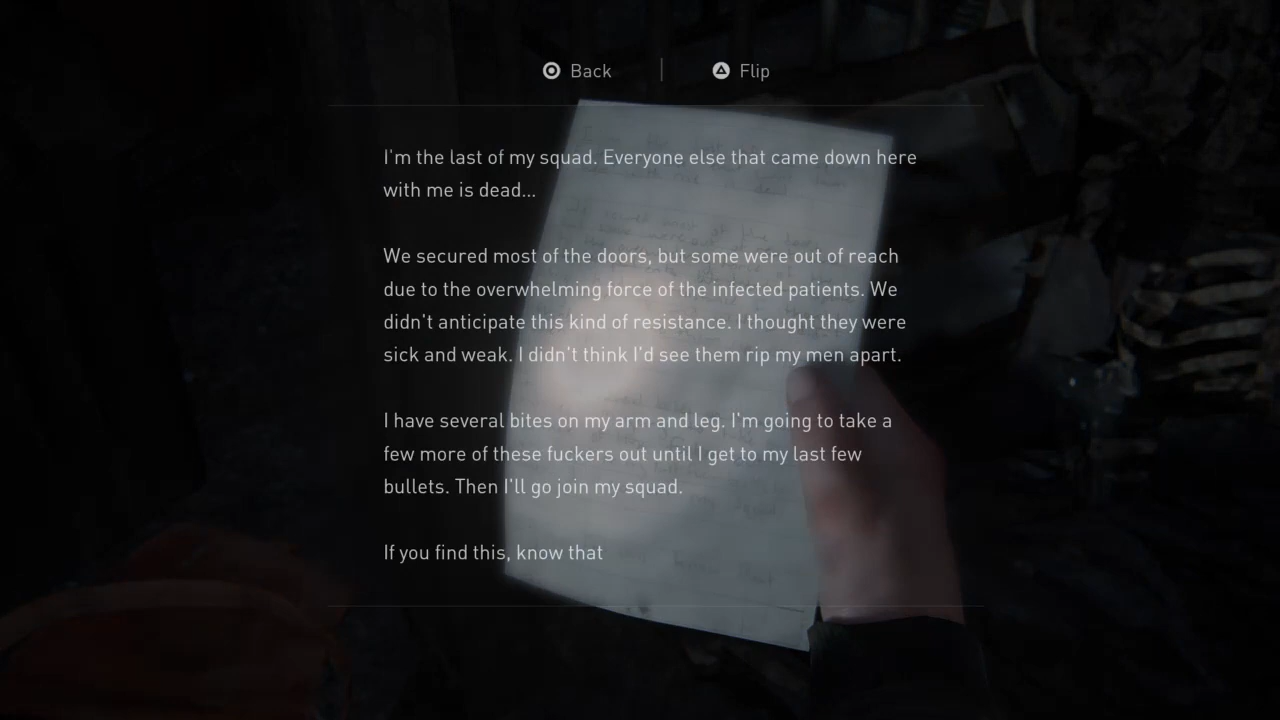 Back | Flip
I'm the last of my squad. Everyone else that came down here
with me is dead...
We secured most of the doors, but some were out of reach
due to the overwhelming force of the infected patients. We
didn't anticipate this kind of resistance. I thought they were
sick and weak. I didn't think I'd see them rip my men apart.
I have several bites on my arm and leg. I'm going to take a
few more of these fuckers out until I get to my last few
bullets. Then I'll go join my squad.
If you find this, know that